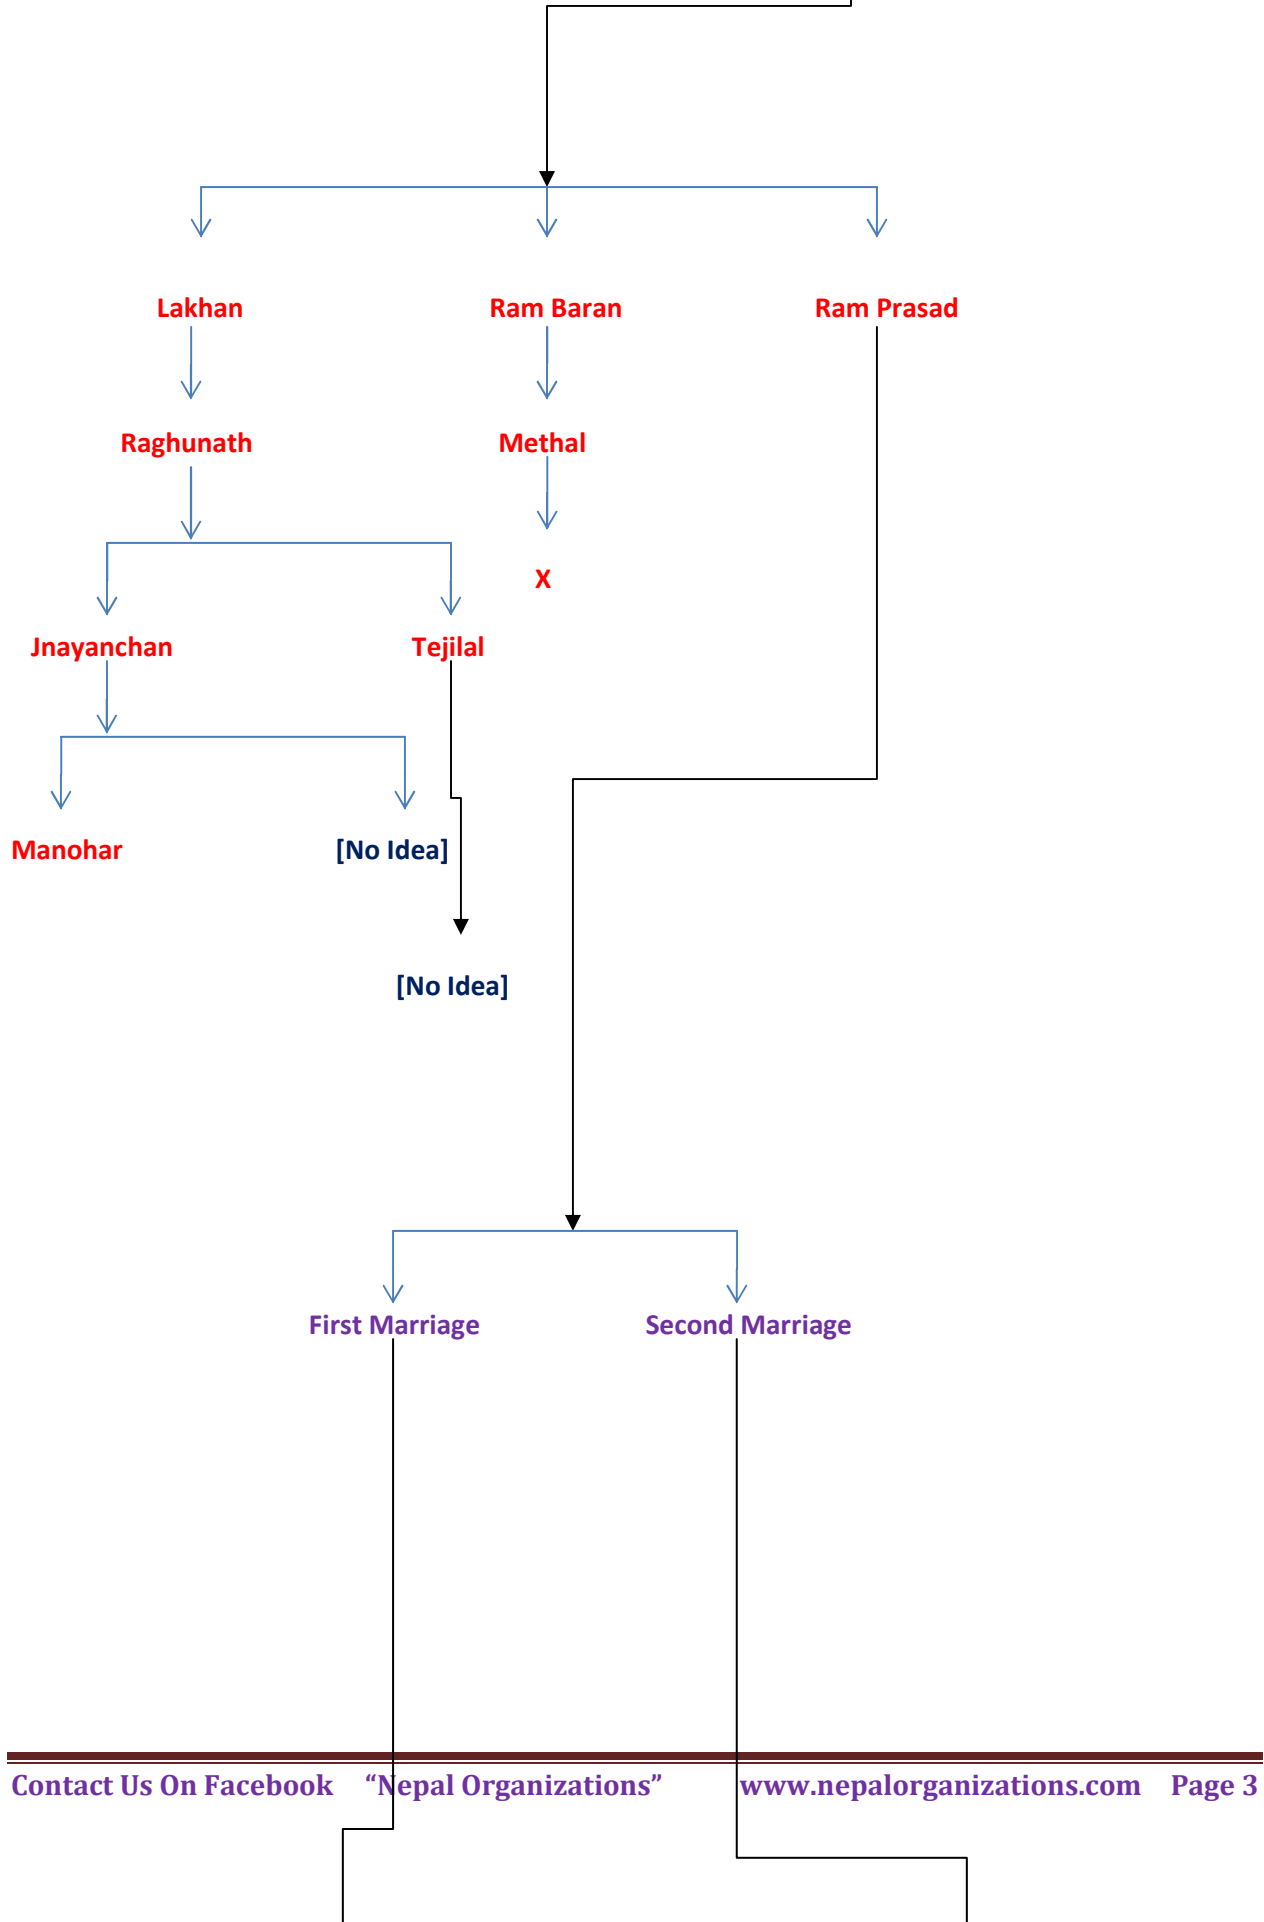 Lakhan Ram Baran Ram Prasad
Raghunath Methal
X
Jnayanchan Tejilal
Manohar [No Idea]
[No Idea]
First Marriage Second Marriage
Contact Us On Facebook “Nepal Organizations” www.nepalorganizations.com Page 3